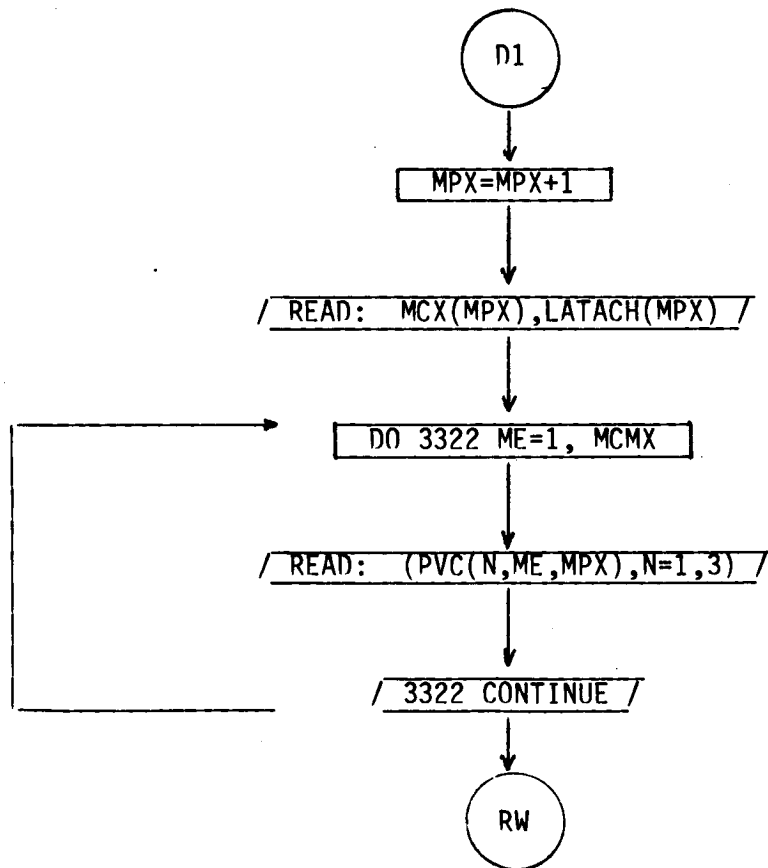 D1
MPX=MPX+1
/ READ: MCX(MPX),LATACH(MPX) /
DO 3322 ME=1, MCMX
/ READ: (PVC(N,ME,MPX),N=1,3) /
/ 3322 CONTINUE /
RW